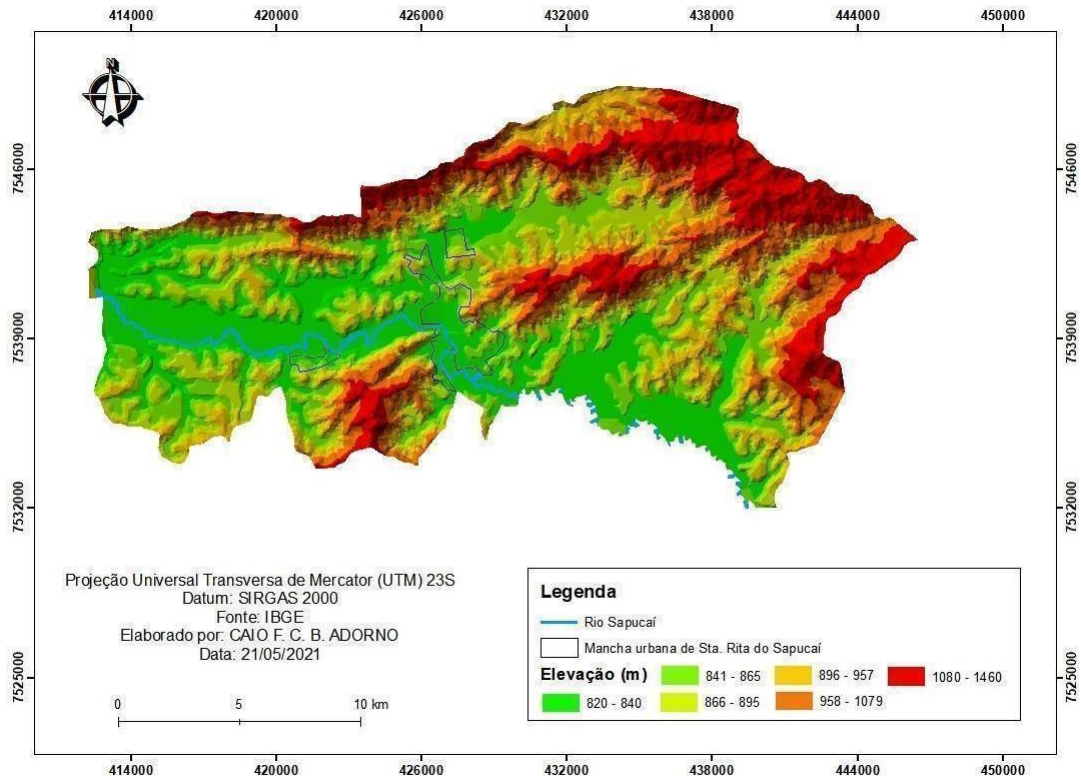 414000 420000 426000 432000 438000 444000 450000
N
7546000 7546000
7539000 7539000
7532000 7532000
7525000 7525000
Projeção Universal Transversa de Mercator (UTM) 23S
Datum: SIRGAS 2000
Fonte: IBGE
Elaborado por: CAIO F. C. B. ADORNO
Data: 21/05/2021
0 5 10 km
Legenda
Rio Sapucaí
Mancha urbana de Sta. Rita do Sapucaí
Elevação (m) 841 - 865 896 - 957 1080 - 1460
820 - 840 866 - 895 958 - 1079
414000 420000 426000 432000 438000 444000 450000